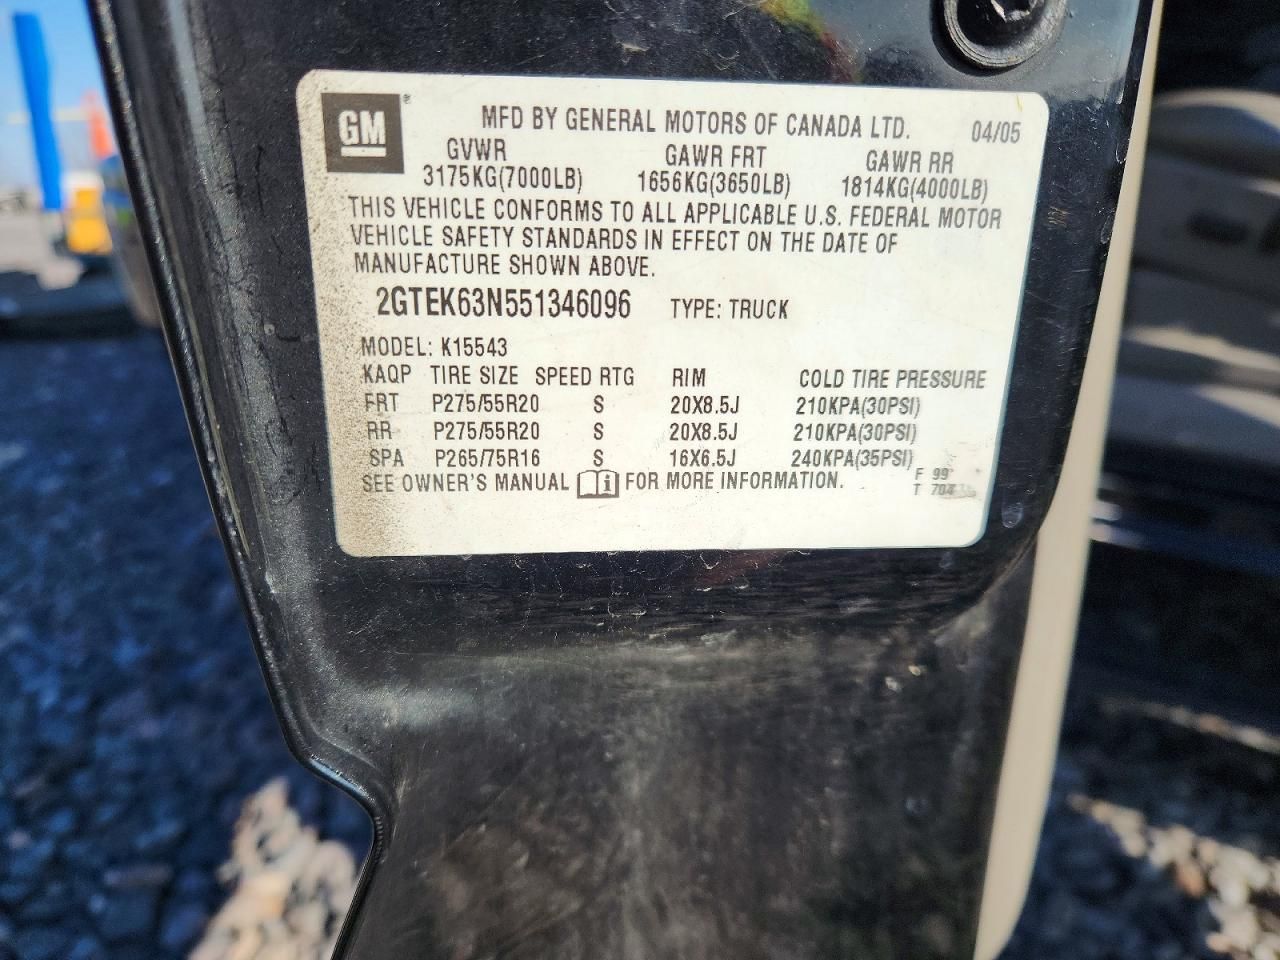 GM®
MFD BY GENERAL MOTORS OF CANADA LTD. 04/05
GVWR GAWR FRT GAWR RR
3175KG(7000LB) 1656KG(3650LB) 1814KG(4000LB)
THIS VEHICLE CONFORMS TO ALL APPLICABLE U.S. FEDERAL MOTOR
VEHICLE SAFETY STANDARDS IN EFFECT ON THE DATE OF
MANUFACTURE SHOWN ABOVE.
2GTEK63N551346096 TYPE: TRUCK
MODEL: K15543
KAQP TIRE SIZE SPEED RTG RIM COLD TIRE PRESSURE
FRT P275/55R20 S 20X8.5J 210KPA(30PSI)
RR P275/55R20 S 20X8.5J 210KPA(30PSI)
SPA P265/75R16 S 16X6.5J 240KPA(35PSI)
SEE OWNER'S MANUAL i FOR MORE INFORMATION.
F 99
T